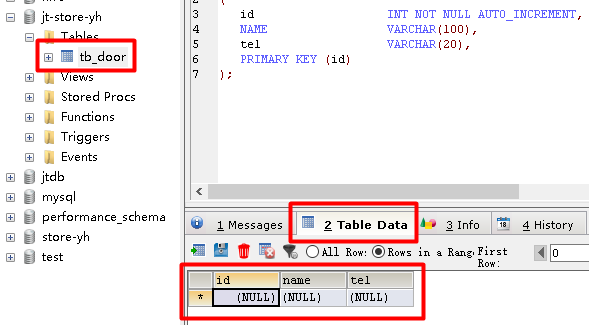 jt-store-yh
Tables
tb_door
Views
Stored Procs
Functions
Triggers
Events
jtdb
mysql
performance_schema
store-yh
test
2 (
3 id INT NOT NULL AUTO_INCREMENT,
4 NAME VARCHAR(100),
5 tel VARCHAR(20),
6 PRIMARY KEY (id)
7 );
1 Messages 2 Table Data 3 Info 4 History
All Row: Rows in a Rang First Row: 0
id name tel
* (NULL) (NULL) (NULL)